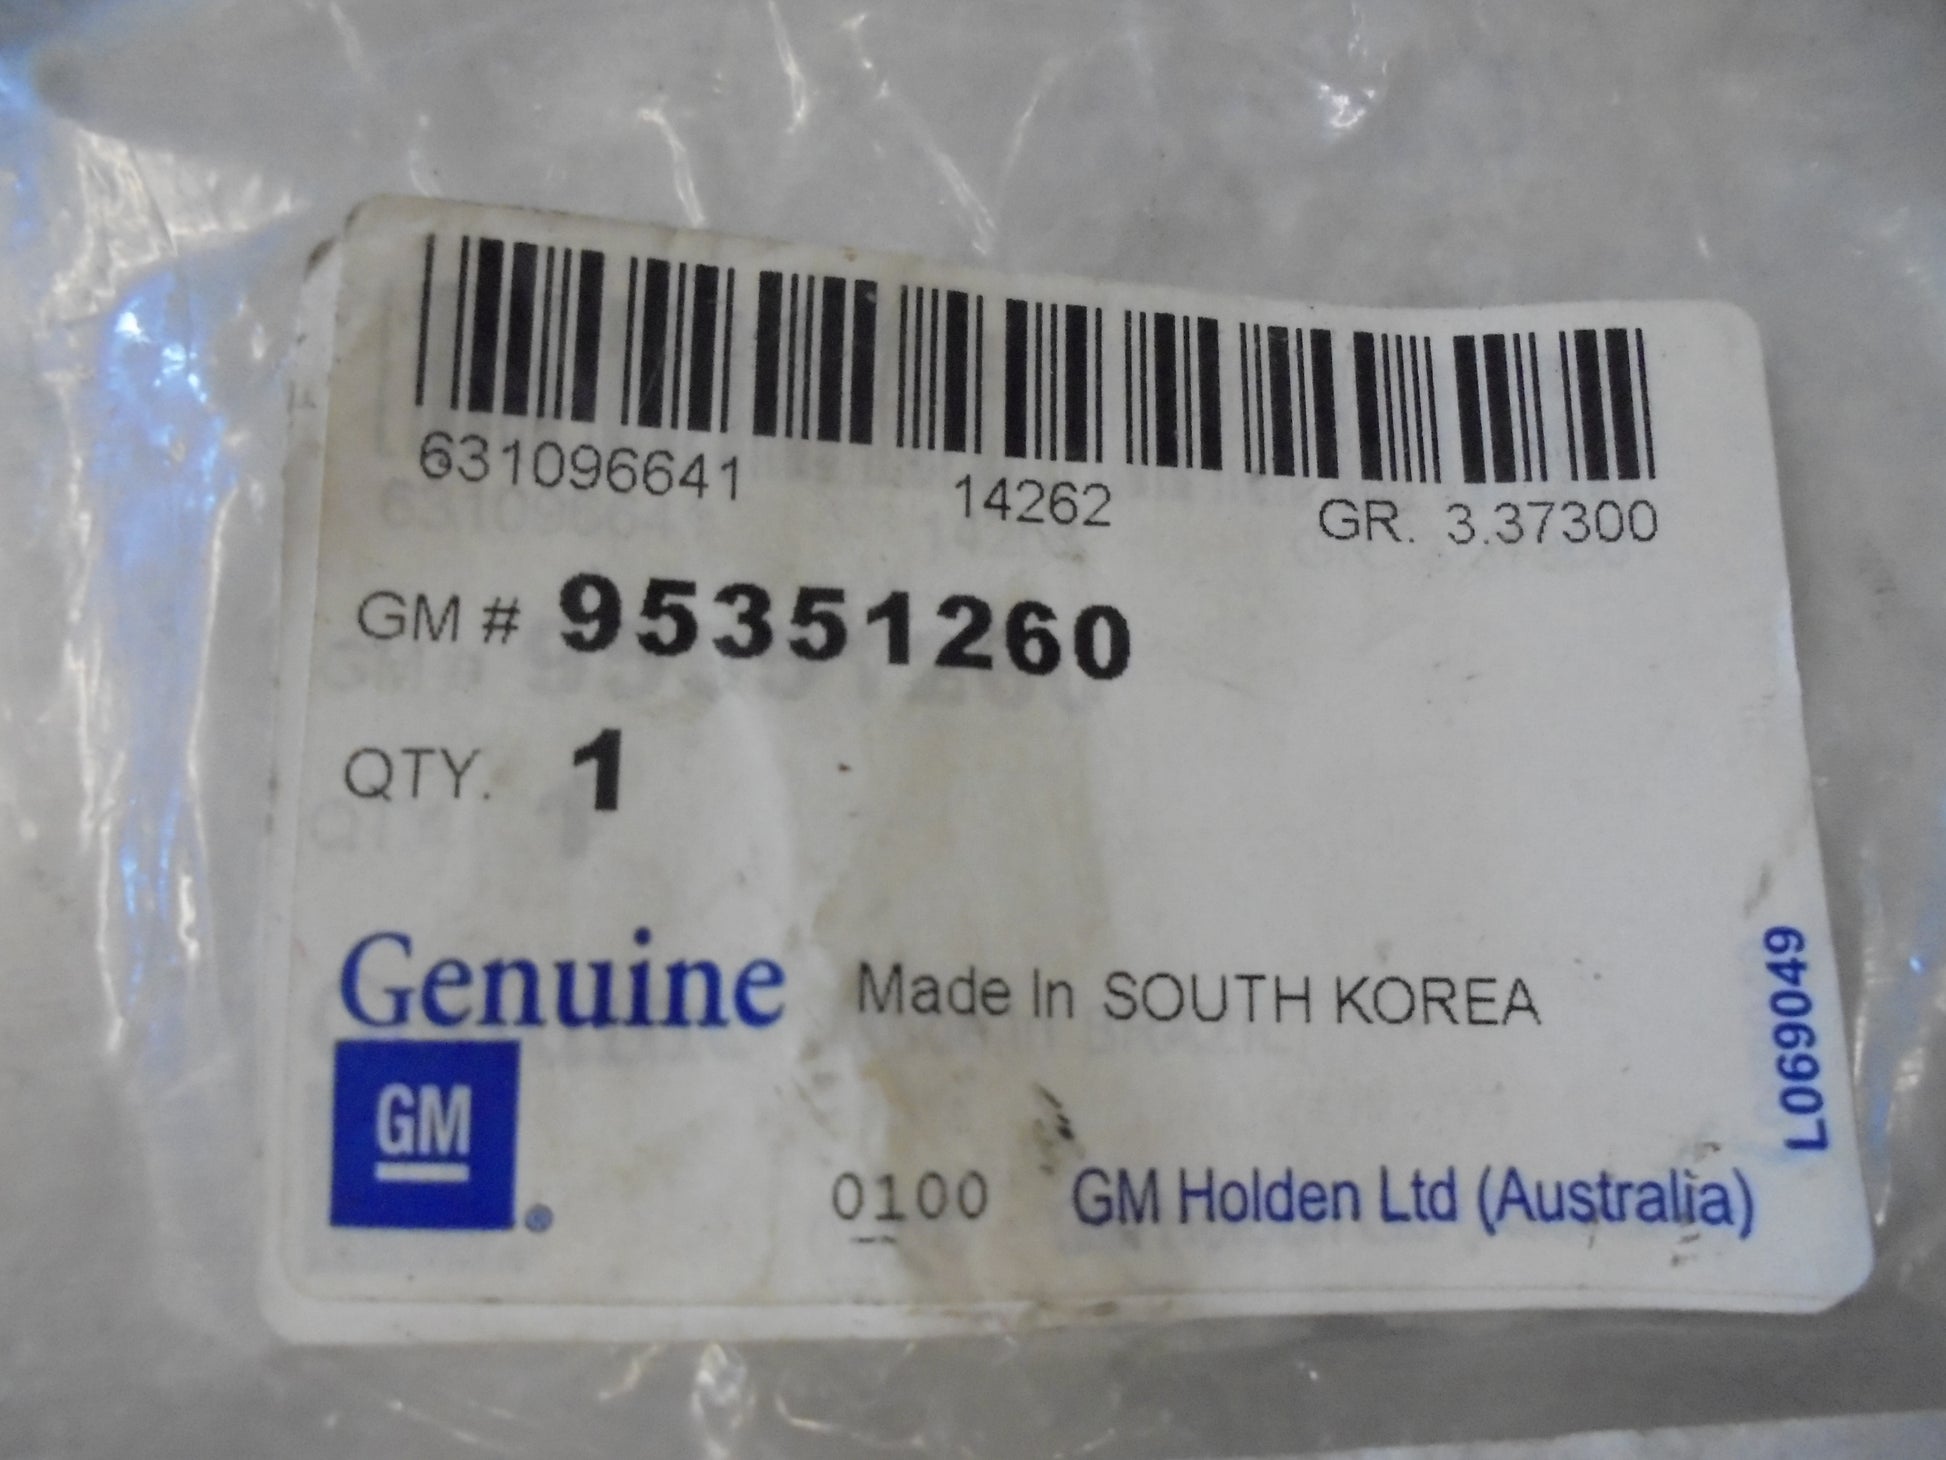 631096641 14262 GR. 3.37300
GM # 95351260
QTY. 1
Genuine Made In SOUTH KOREA
GM
®
0100 GM Holden Ltd (Australia)
L069049